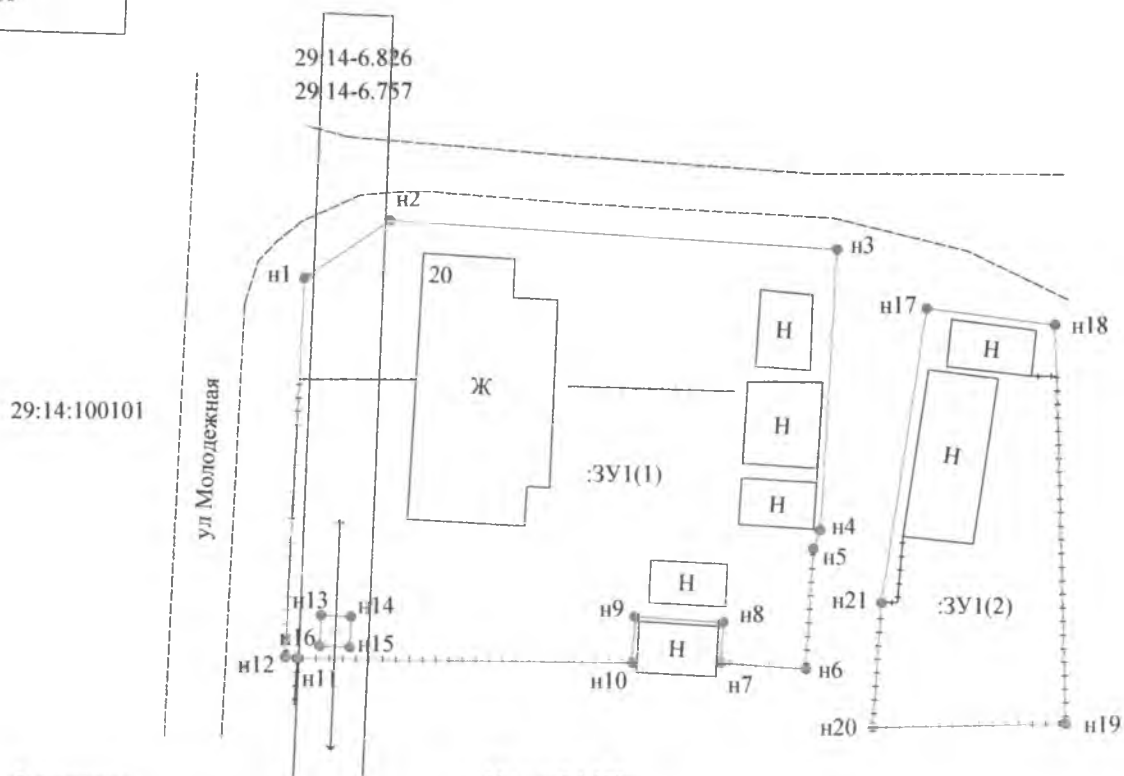 29:14-6.826
29:14-6.757
н2
н3
н1
20
н17
н18
Н
Н
Ж
29:14:100101
Н
Н
ул Молодежная
:ЗУ1(1)
Н
н4
н5
Н
н21
:ЗУ1(2)
н13
н14
н9
н8
н16
н15
Н
н12
н11
н10
н7
н6
н20
н19